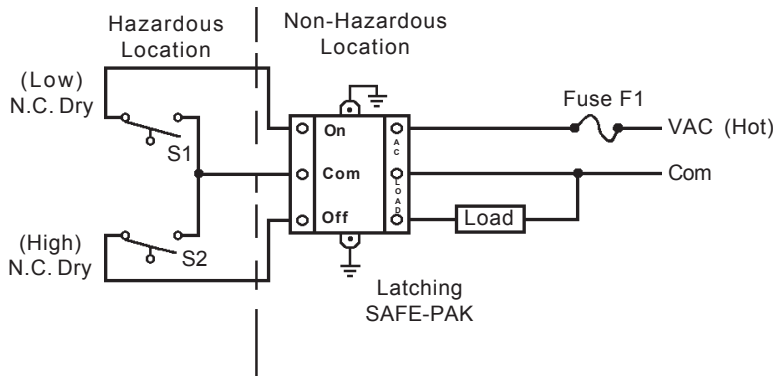 Hazardous
Location
Non-Hazardous
Location
(Low)
N.C. Dry
S1
(High)
N.C. Dry
S2
On
Com
Off
AC
LOAD
Fuse F1
VAC (Hot)
Com
Load
Latching
SAFE-PAK